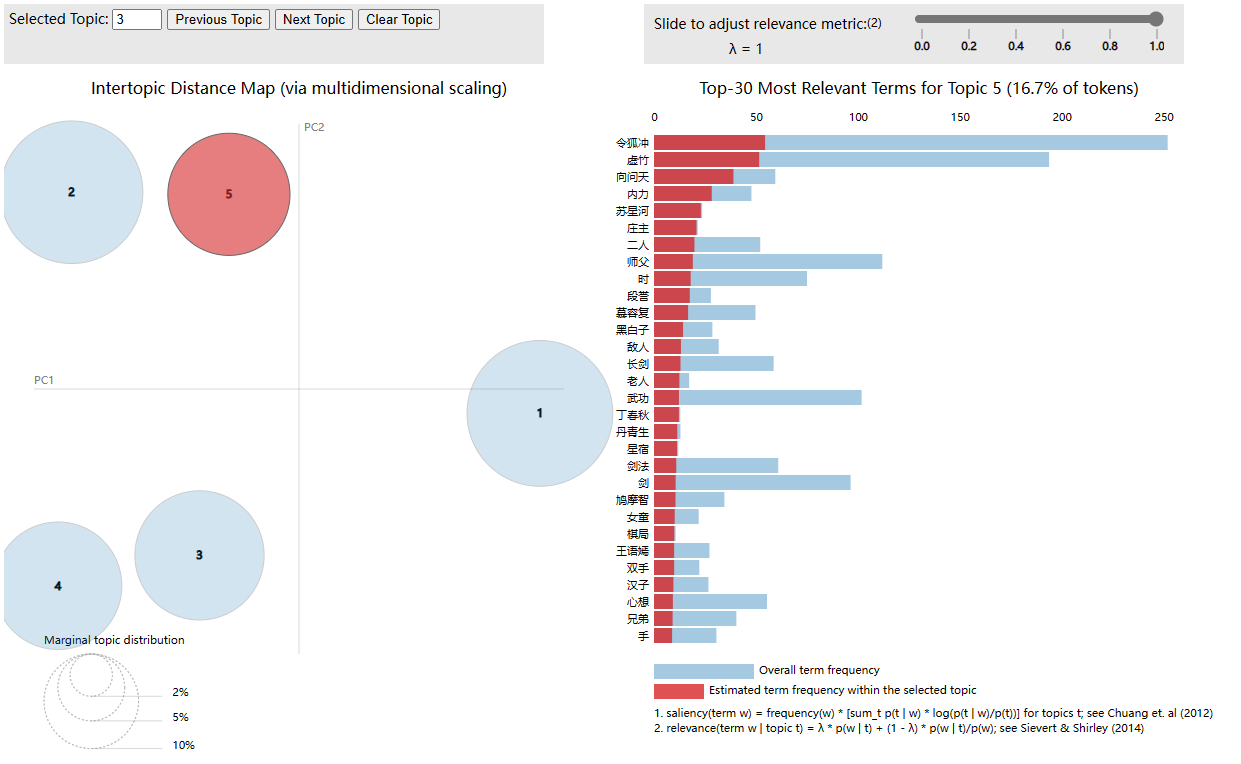 Selected Topic: 3 Previous Topic Next Topic Clear Topic
Slide to adjust relevance metric:(2)
λ = 1
0.0 0.2 0.4 0.6 0.8 1.0
Intertopic Distance Map (via multidimensional scaling)
PC2
PC1
2
5
1
3
4
Marginal topic distribution
2%
5%
10%
Top-30 Most Relevant Terms for Topic 5 (16.7% of tokens)
0 50 100 150 200 250
令狐冲
虚竹
向问天
内力
苏星河
庄主
二人
师父
时
段誉
慕容复
黑白子
敌人
长剑
老人
武功
丁春秋
丹青生
星宿
剑法
剑
鸠摩智
女童
棋局
王语嫣
双手
汉子
心想
兄弟
手
Overall term frequency
Estimated term frequency within the selected topic
1. saliency(term w) = frequency(w) * [sum_t p(t | w) * log(p(t | w)/p(t))] for topics t; see Chuang et. al (2012)
2. relevance(term w | topic t) = λ * p(w | t) + (1 - λ) * p(w | t)/p(w); see Sievert & Shirley (2014)